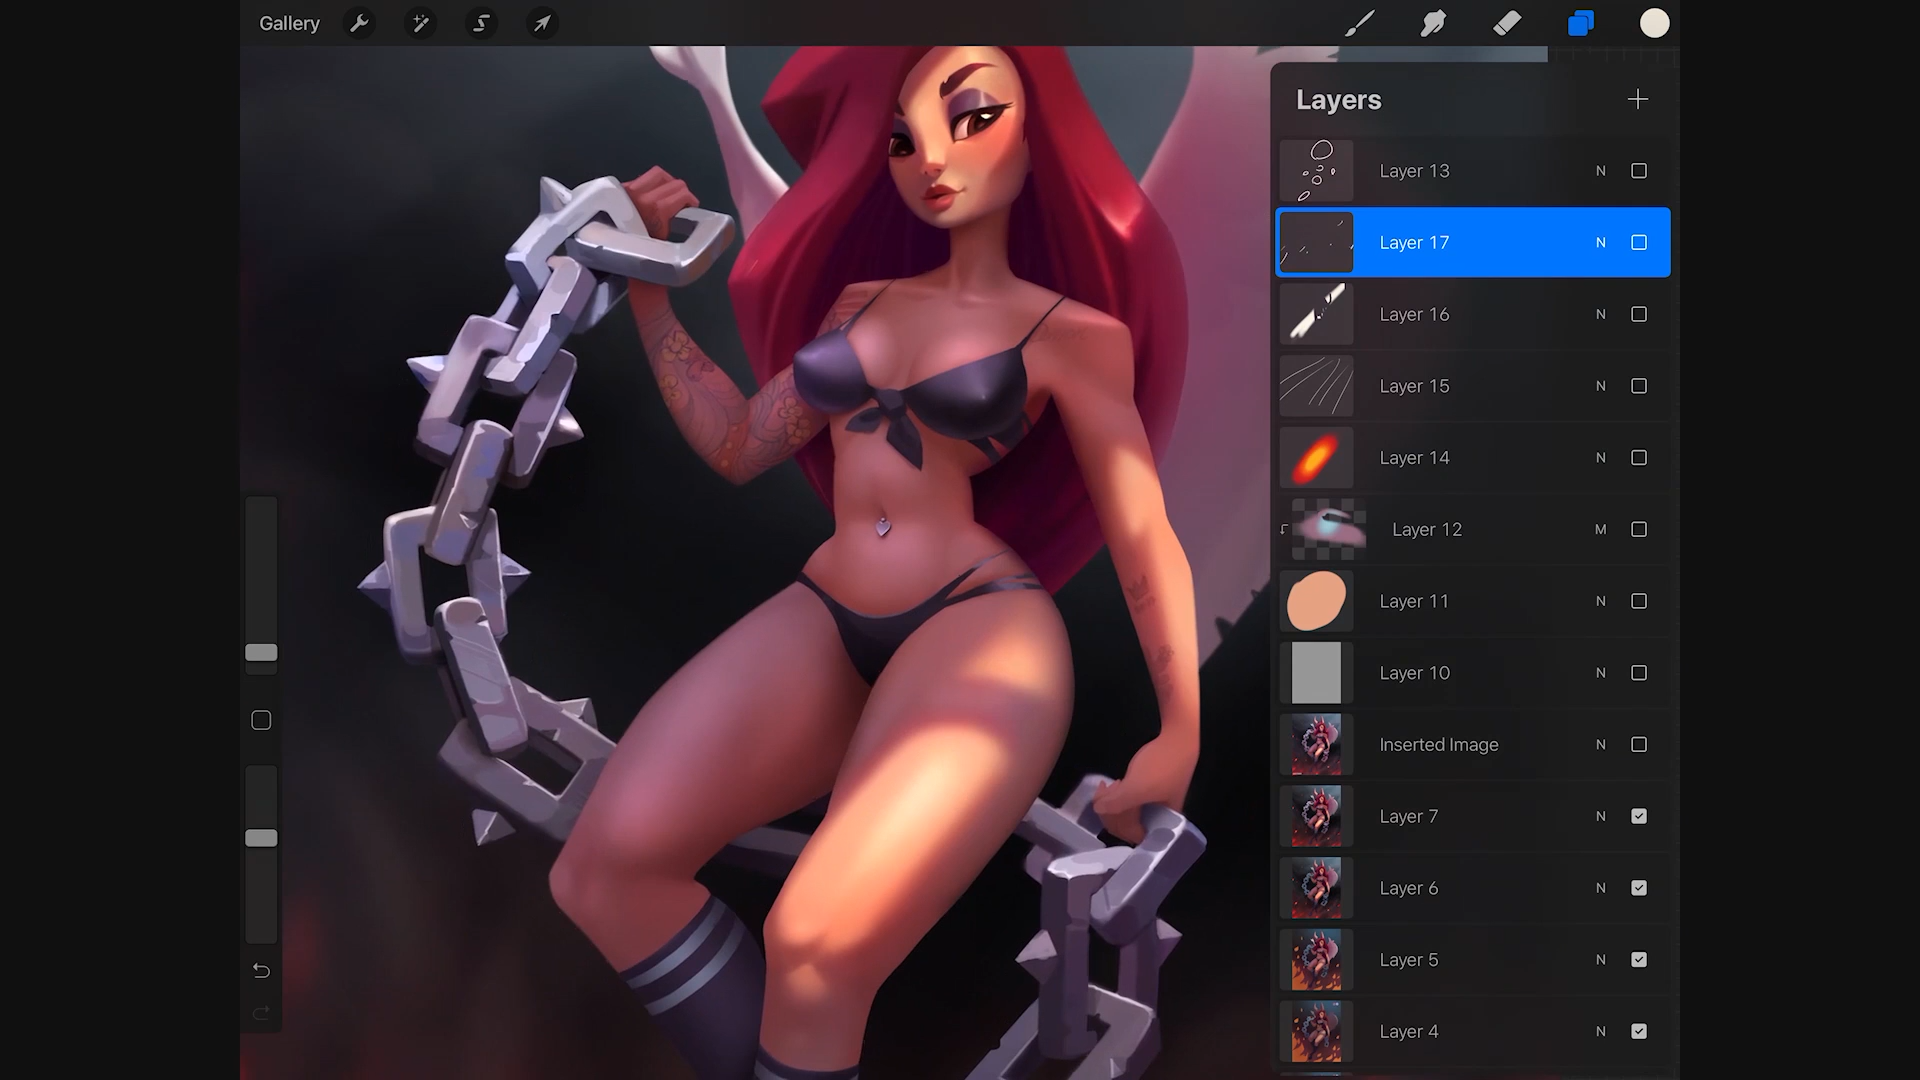 Gallery
Layers
Layer 13 N
Layer 17 N
Layer 16 N
Layer 15 N
Layer 14 N
Layer 12 M
Layer 11 N
Layer 10 N
Inserted Image N
Layer 7 N
Layer 6 N
Layer 5 N
Layer 4 N